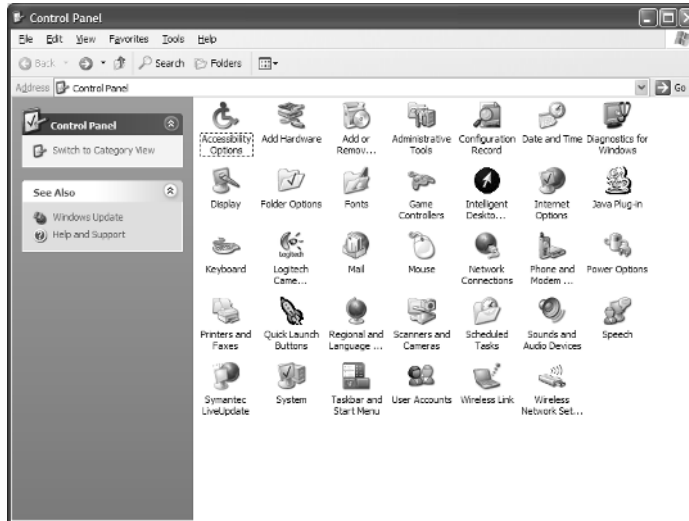 Control Panel
File Edit View Favorites Tools Help
Back Search Folders
Address Control Panel Go
Control Panel
Switch to Category View
See Also
Windows Update
Help and Support
Accessibility Options
Add Hardware
Add or Remov...
Administrative Tools
Configuration Record
Date and Time
Diagnostics for Windows
Display
Folder Options
Fonts
Game Controllers
Intelligent Deskto...
Internet Options
Java Plug-in
Keyboard
Logitech
Logitech Came...
Mail
Mouse
Network Connections
Phone and Modem ...
Power Options
Printers and Faxes
Quick Launch Buttons
Regional and Language ...
Scanners and Cameras
Scheduled Tasks
Sounds and Audio Devices
Speech
Symantec LiveUpdate
System
Taskbar and Start Menu
User Accounts
Wireless Link
Wireless Network Set...